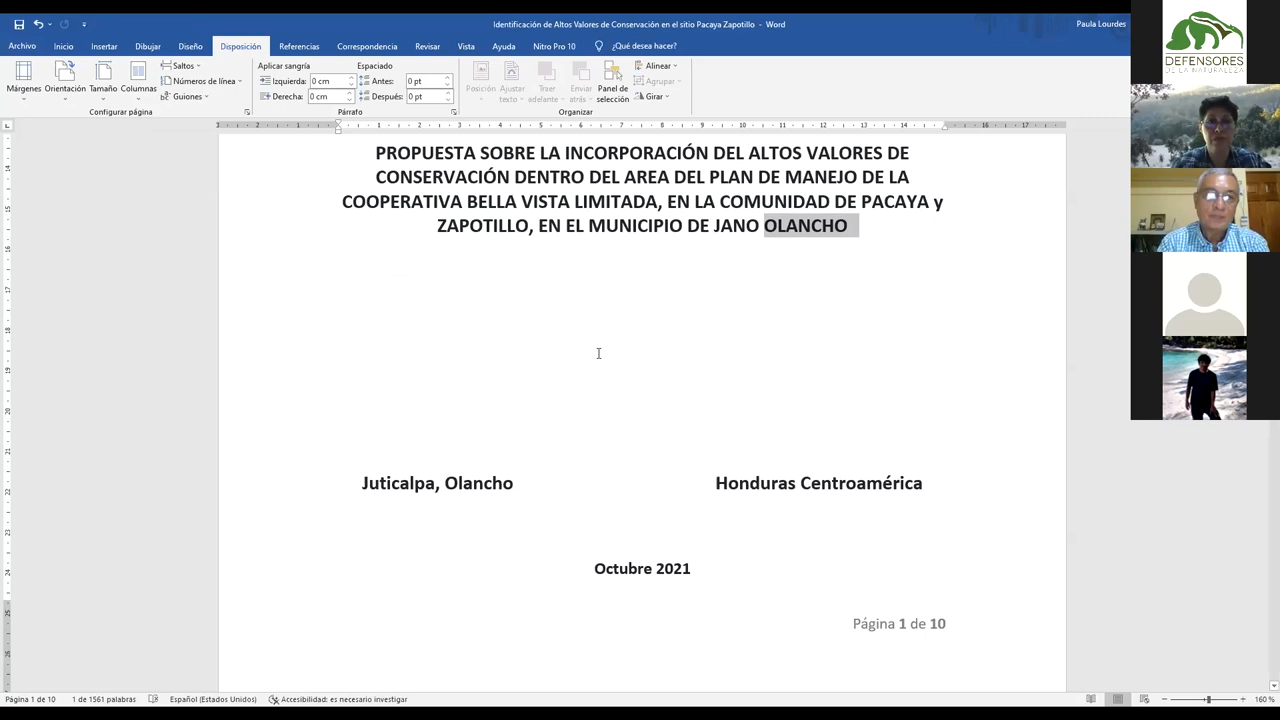 Identificación de Altos Valores de Conservación en el sitio Pacaya Zapotillo - Word
Paula Lourdes
Archivo Inicio Insertar Dibujar Diseño Disposición Referencias Correspondencia Revisar Vista Ayuda Nitro Pro 10 ¿Qué desea hacer?
Márgenes Orientación Tamaño Columnas
Saltos
Números de línea
Guiones
Configurar página
Aplicar sangría Espaciado
Izquierda: 0 cm Antes: 0 pt
Derecha: 0 cm Después: 0 pt
Párrafo
Posición Ajustar texto Traer adelante Enviar atrás Panel de selección
Alinear
Agrupar
Girar
Organizar
DEFENSORES
DE LA NATURALEZA
PROPUESTA SOBRE LA INCORPORACIÓN DEL ALTOS VALORES DE
CONSERVACIÓN DENTRO DEL AREA DEL PLAN DE MANEJO DE LA
COOPERATIVA BELLA VISTA LIMITADA, EN LA COMUNIDAD DE PACAYA y
ZAPOTILLO, EN EL MUNICIPIO DE JANO OLANCHO
Juticalpa, Olancho Honduras Centroamérica
Octubre 2021
Página 1 de 10
Página 1 de 10 1 de 1561 palabras Español (Estados Unidos) Accesibilidad: es necesario investigar 160 %